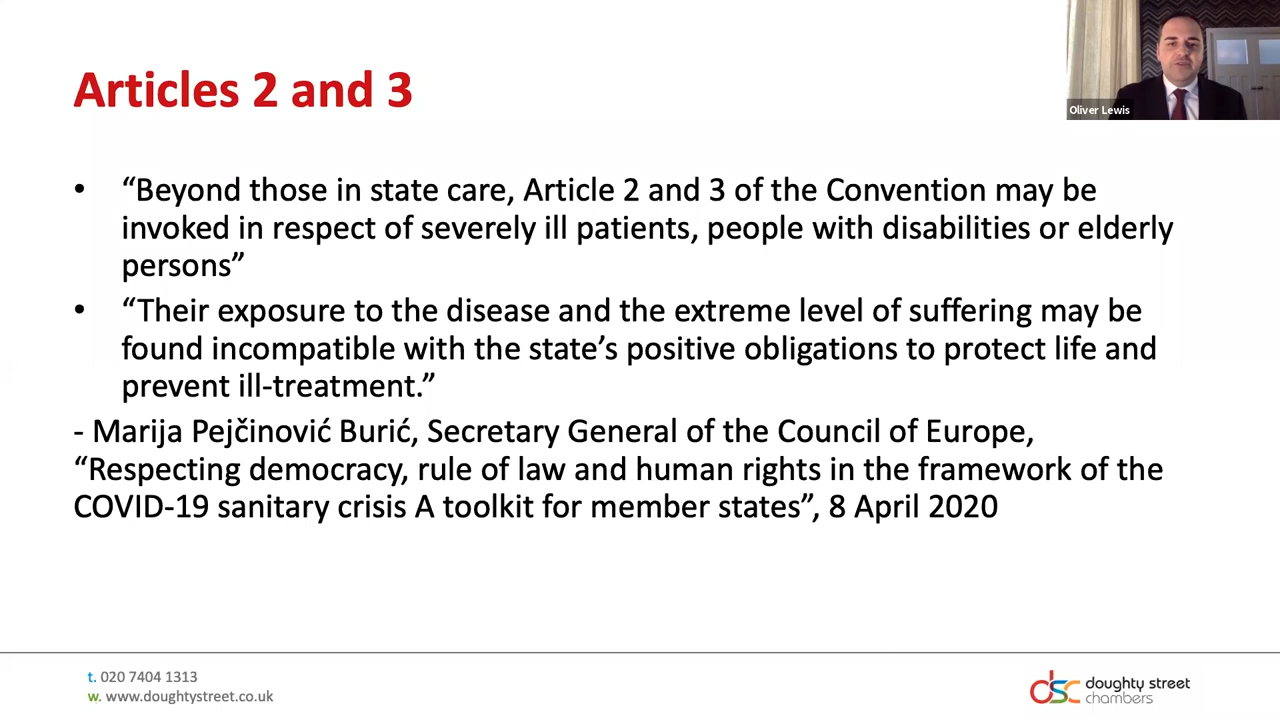 Articles 2 and 3
Oliver Lewis
• “Beyond those in state care, Article 2 and 3 of the Convention may be
invoked in respect of severely ill patients, people with disabilities or elderly
persons”
• “Their exposure to the disease and the extreme level of suffering may be
found incompatible with the state’s positive obligations to protect life and
prevent ill-treatment.”
- Marija Pejčinović Burić, Secretary General of the Council of Europe,
“Respecting democracy, rule of law and human rights in the framework of the
COVID-19 sanitary crisis A toolkit for member states”, 8 April 2020
t. 020 7404 1313
w. www.doughtystreet.co.uk
dsc doughty street
chambers